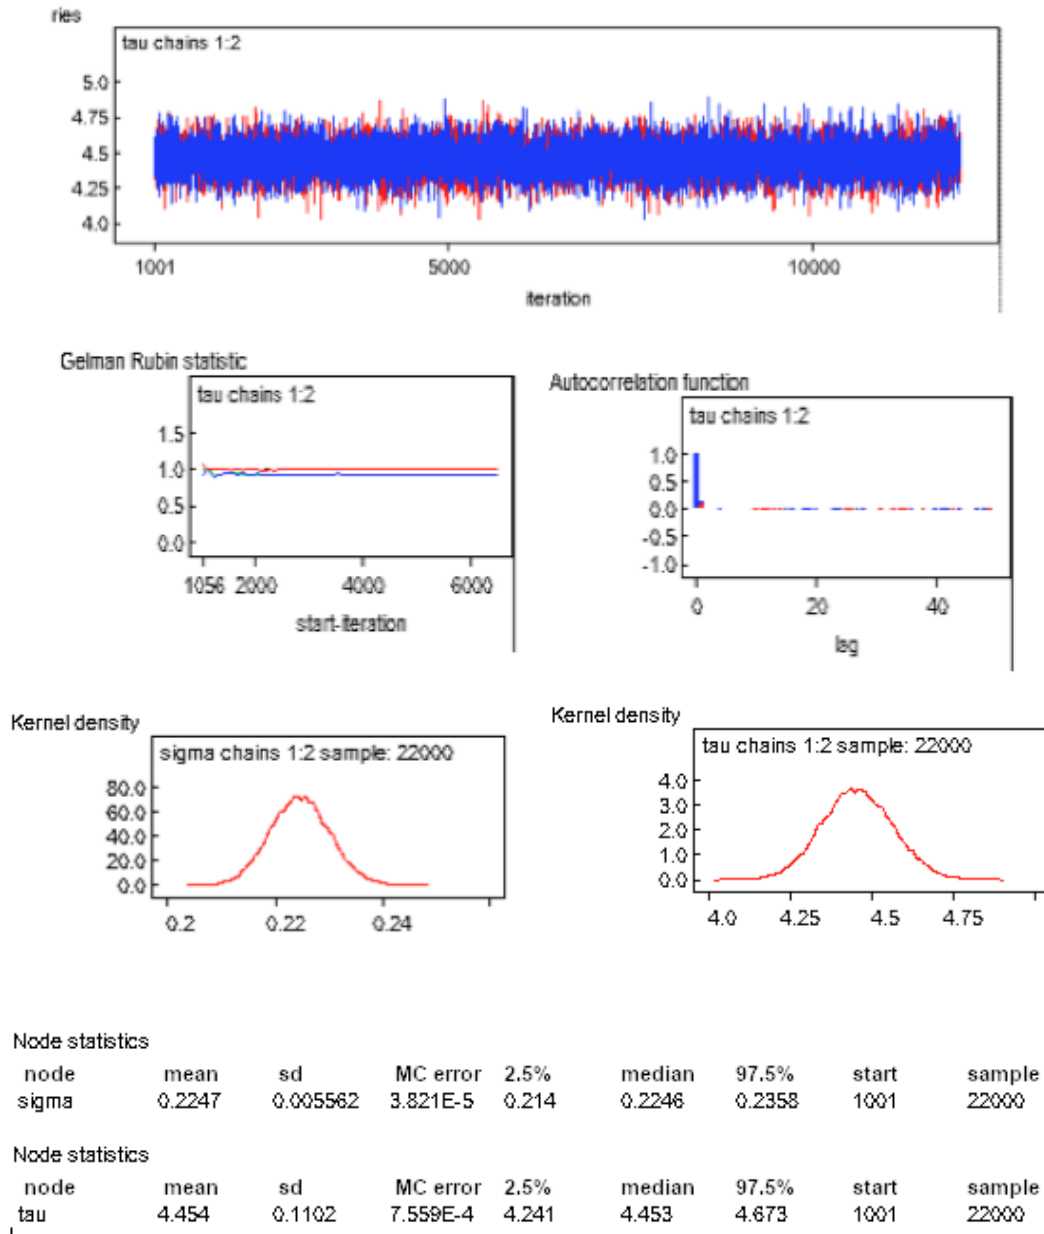 ries
tau chains 1:2
5.0
4.75
4.5
4.25
4.0
1001 5000 10000
iteration
Gelman Rubin statistic
tau chains 1:2
1.5
1.0
0.5
0.0
1056 2000 4000 6000
start-iteration
Autocorrelation function
tau chains 1:2
1.0
0.5
0.0
-0.5
-1.0
0 20 40
lag
Kernel density
sigma chains 1:2 sample: 22000
80.0
60.0
40.0
20.0
0.0
0.2 0.22 0.24
Kernel density
tau chains 1:2 sample: 22000
4.0
3.0
2.0
1.0
0.0
4.0 4.25 4.5 4.75
Node statistics
node mean sd MC error 2.5% median 97.5% start sample
sigma 0.2247 0.005562 3.821E-5 0.214 0.2246 0.2358 1001 22000
Node statistics
node mean sd MC error 2.5% median 97.5% start sample
tau 4.454 0.1102 7.559E-4 4.241 4.453 4.673 1001 22000